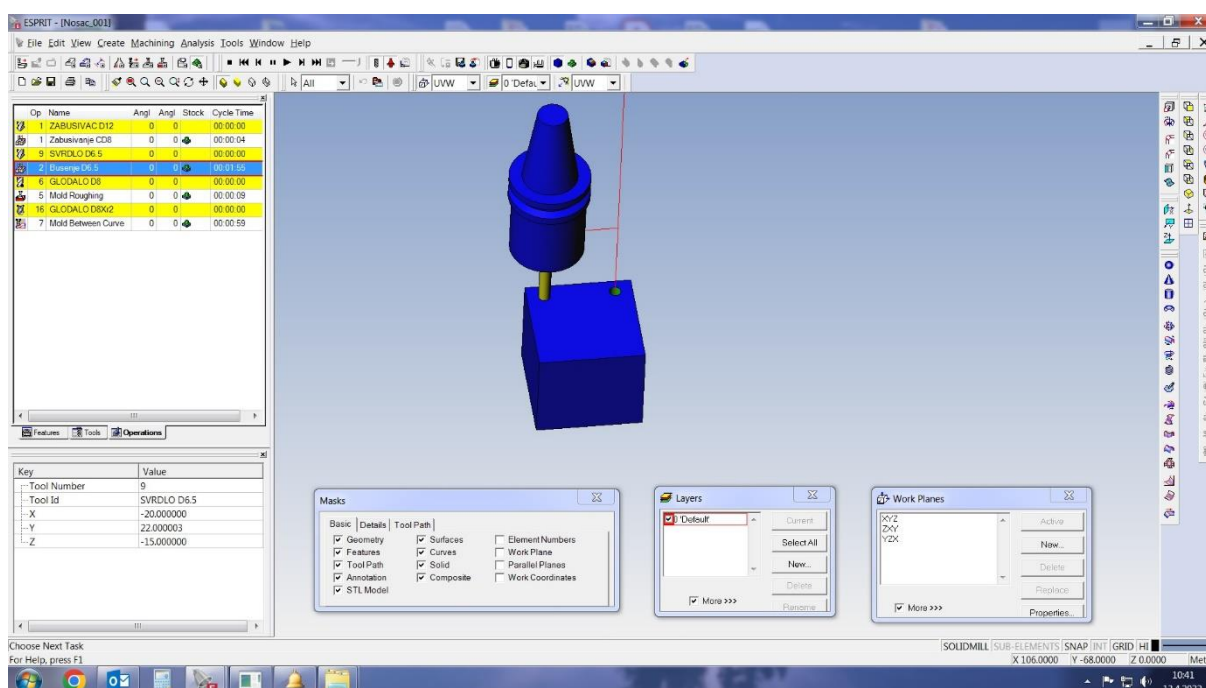 ESPRIT - [Nosac_001]
File Edit View Create Machining Analysis Tools Window Help
All UVW 0 'Defau UVW
Op Name Angl Angl Stock Cycle Time
1 ZABUSIVAC D12 0 0 00:00:00
1 Zabusivanje CD8 0 0 00:00:04
9 SVRDLO D6.5 0 0 00:00:00
2 Busenje D6.5 0 0 00:01:55
6 GLODALO D8 0 0 00:00:00
5 Mold Roughing 0 0 00:00:09
16 GLODALO D8Xr2 0 0 00:00:00
7 Mold Between Curve 0 0 00:00:59
Features Tools Operations
Key Value
Tool Number 9
Tool Id SVRDLO D6.5
X -20.000000
Y 22.000003
Z -15.000000
Masks
Basic Details Tool Path
Geometry Surfaces Element Numbers
Features Curves Work Plane
Tool Path Solid Parallel Planes
Annotation Composite Work Coordinates
STL Model
Layers
0 'Default' Current
Select All
New...
Delete
More >>> Rename
Work Planes
XYZ Active
ZXY
YZX New...
Delete
Replace
More >>> Properties...
Choose Next Task SOLIDMILL SUB-ELEMENTS SNAP INT GRID HI
For Help, press F1 X 106.0000 Y -68.0000 Z 0.0000 Met
10:41